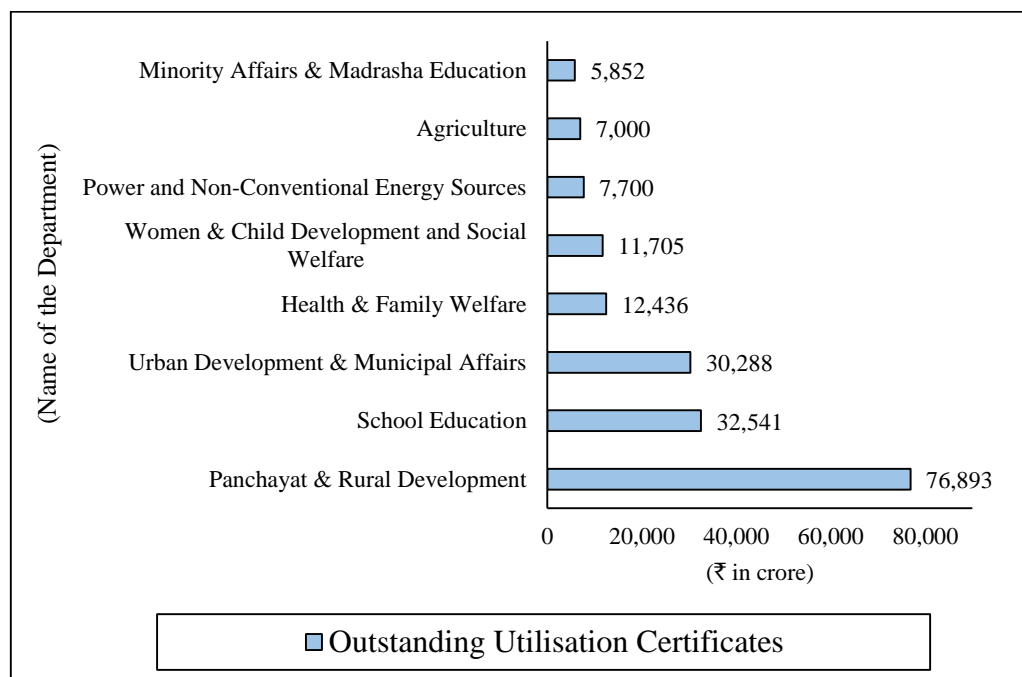 (Name of the Department)
Minority Affairs & Madrasha Education
5,852
Agriculture
7,000
Power and Non-Conventional Energy Sources
7,700
Women & Child Development and Social
Welfare
11,705
Health & Family Welfare
12,436
Urban Development & Municipal Affairs
30,288
School Education
32,541
Panchayat & Rural Development
76,893
0 20,000 40,000 60,000 80,000
(₹ in crore)
Outstanding Utilisation Certificates